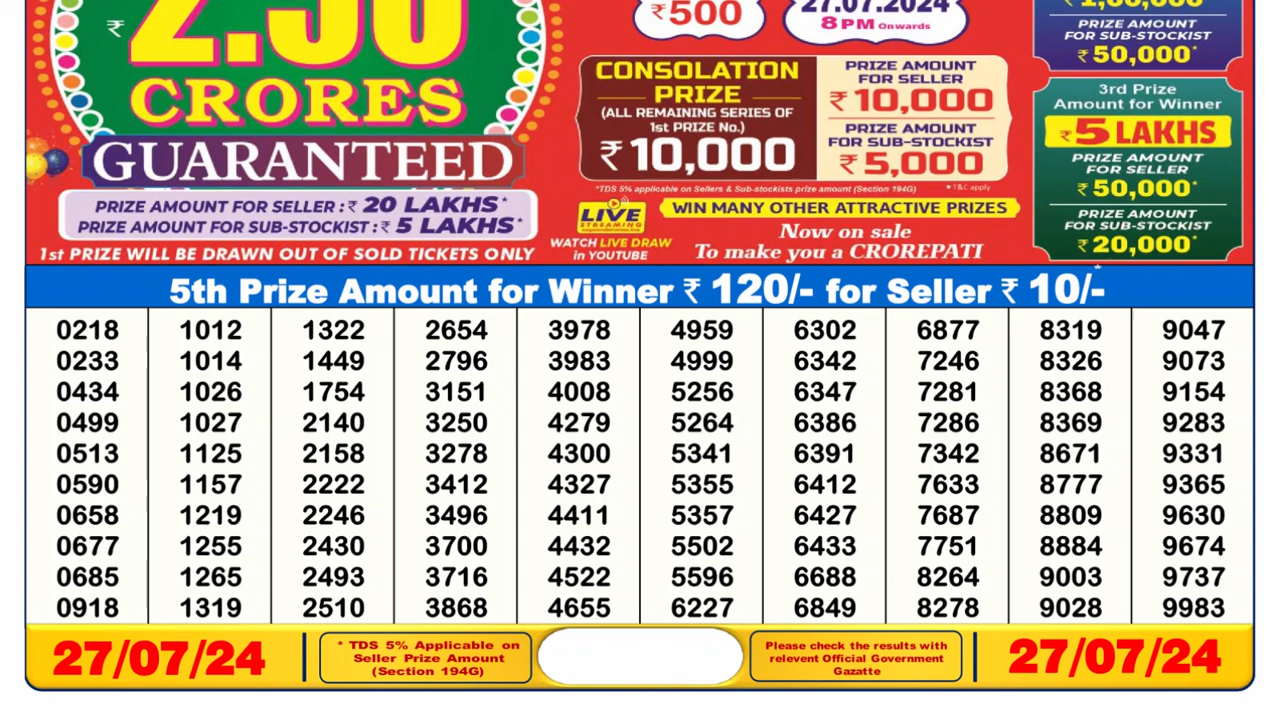 ₹ 2.50
CRORES
GUARANTEED
PRIZE AMOUNT FOR SELLER : ₹ 20 LAKHS*
PRIZE AMOUNT FOR SUB-STOCKIST : ₹ 5 LAKHS*
1st PRIZE WILL BE DRAWN OUT OF SOLD TICKETS ONLY
₹500
27.07.2024
8 PM Onwards
CONSOLATION
PRIZE
(ALL REMAINING SERIES OF
1st PRIZE No.)
₹ 10,000
PRIZE AMOUNT
FOR SELLER
₹ 10,000
PRIZE AMOUNT
FOR SUB-STOCKIST
₹ 5,000
*TDS 5% applicable on Sellers & Sub-stockists prize amount (Section 194G)
*T&C apply
LIVE
STREAMING
WATCH LIVE DRAW
in YOUTUBE
WIN MANY OTHER ATTRACTIVE PRIZES
Now on sale
To make you a CROREPATI
PRIZE AMOUNT
FOR SUB-STOCKIST
₹ 50,000*
3rd Prize
Amount for Winner
₹ 5 LAKHS
PRIZE AMOUNT
FOR SELLER
₹ 50,000*
PRIZE AMOUNT
FOR SUB-STOCKIST
₹ 20,000*
5th Prize Amount for Winner ₹ 120/- for Seller ₹ 10/-*
0218 1012 1322 2654 3978 4959 6302 6877 8319 9047
0233 1014 1449 2796 3983 4999 6342 7246 8326 9073
0434 1026 1754 3151 4008 5256 6347 7281 8368 9154
0499 1027 2140 3250 4279 5264 6386 7286 8369 9283
0513 1125 2158 3278 4300 5341 6391 7342 8671 9331
0590 1157 2222 3412 4327 5355 6412 7633 8777 9365
0658 1219 2246 3496 4411 5357 6427 7687 8809 9630
0677 1255 2430 3700 4432 5502 6433 7751 8884 9674
0685 1265 2493 3716 4522 5596 6688 8264 9003 9737
0918 1319 2510 3868 4655 6227 6849 8278 9028 9983
27/07/24
* TDS 5% Applicable on
Seller Prize Amount
(Section 194G)
Please check the results with
relevent Official Government
Gazatte
27/07/24